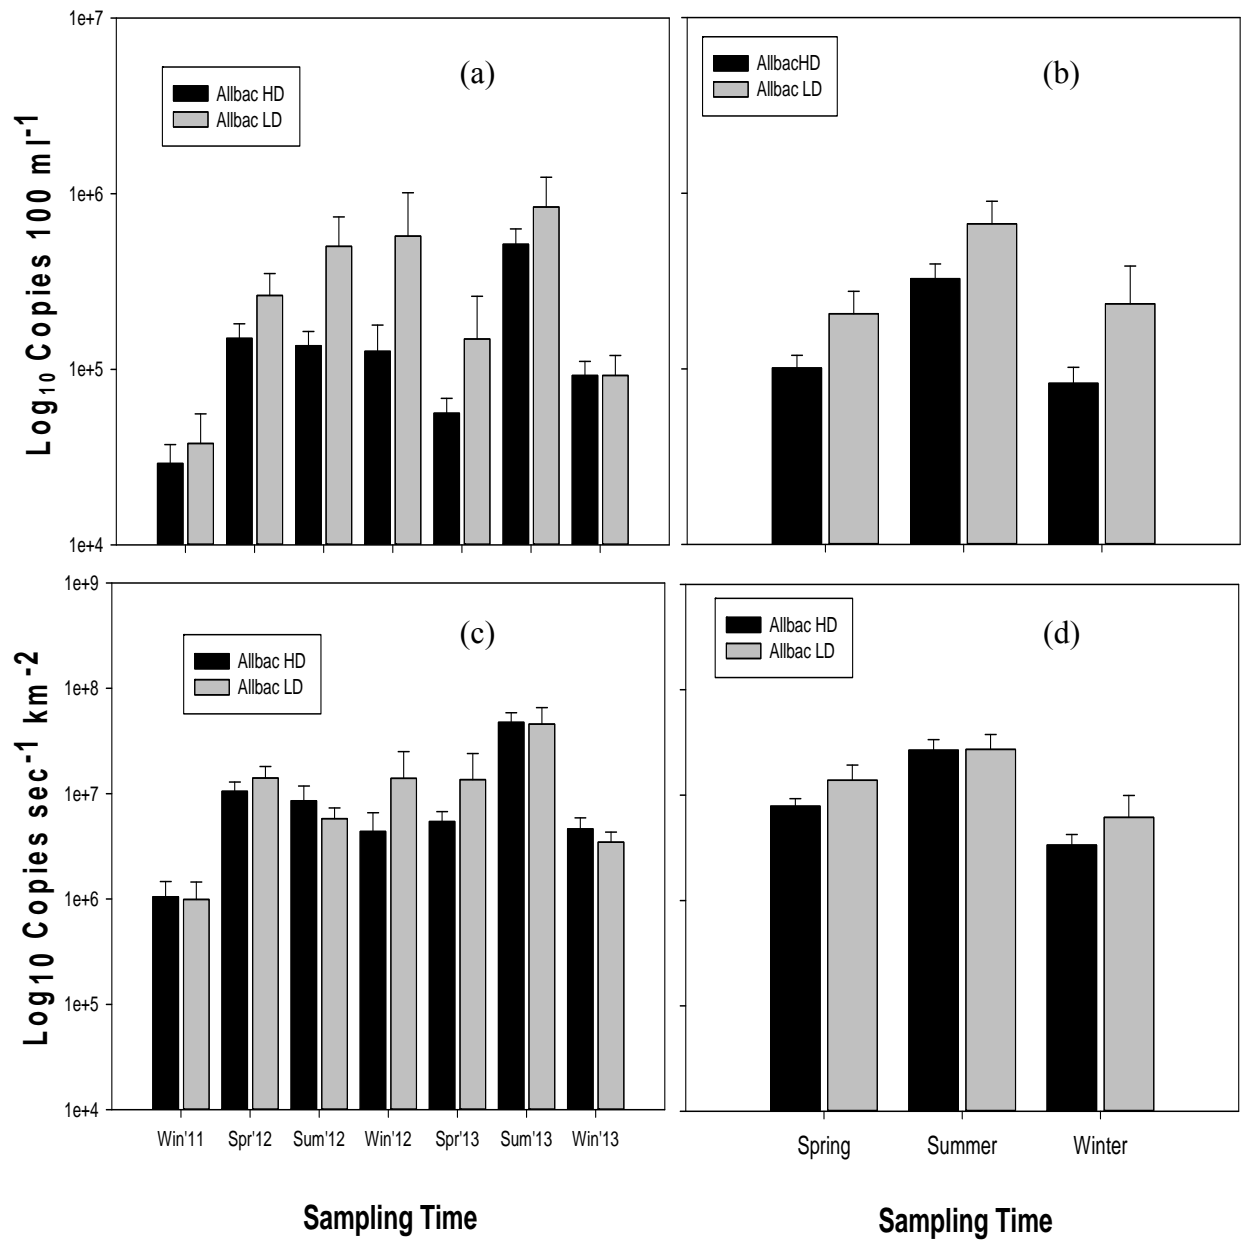 1e+7
1e+6
1e+5
1e+4
Log10 Copies 100 ml-1
Allbac HD
Allbac LD
(a)
AllbacHD
Allbac LD
(b)
1e+9
1e+8
1e+7
1e+6
1e+5
1e+4
Log10 Copies sec-1 km-2
Allbac HD
Allbac LD
(c)
Win'11 Spr'12 Sum'12 Win'12 Spr'13 Sum'13 Win'13
Sampling Time
Allbac HD
Allbac LD
(d)
Spring Summer Winter
Sampling Time